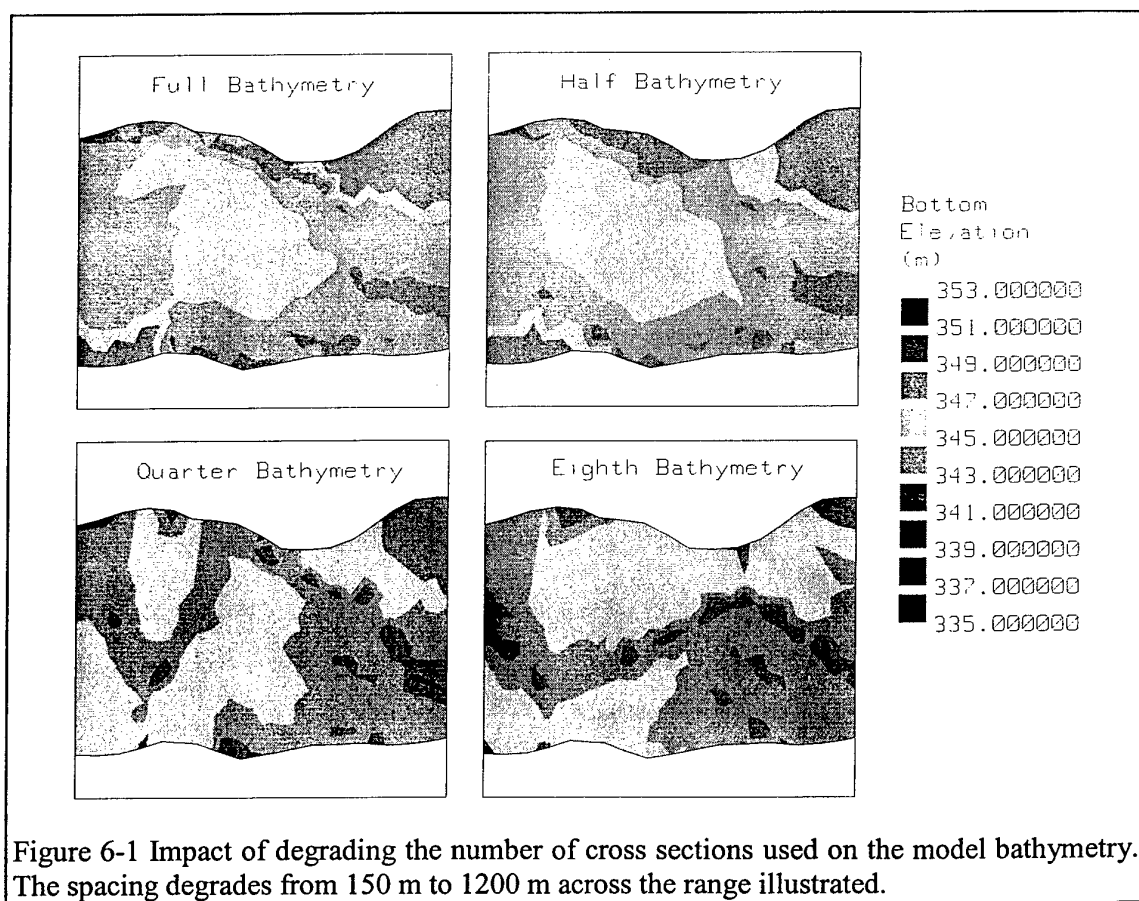 Full Bathymetry
Half Bathymetry
Bottom
Elevation
(m)
353.000000
351.000000
349.000000
347.000000
345.000000
343.000000
341.000000
339.000000
337.000000
335.000000
Quarter Bathymetry
Eighth Bathymetry
Figure 6-1 Impact of degrading the number of cross sections used on the model bathymetry.
The spacing degrades from 150 m to 1200 m across the range illustrated.